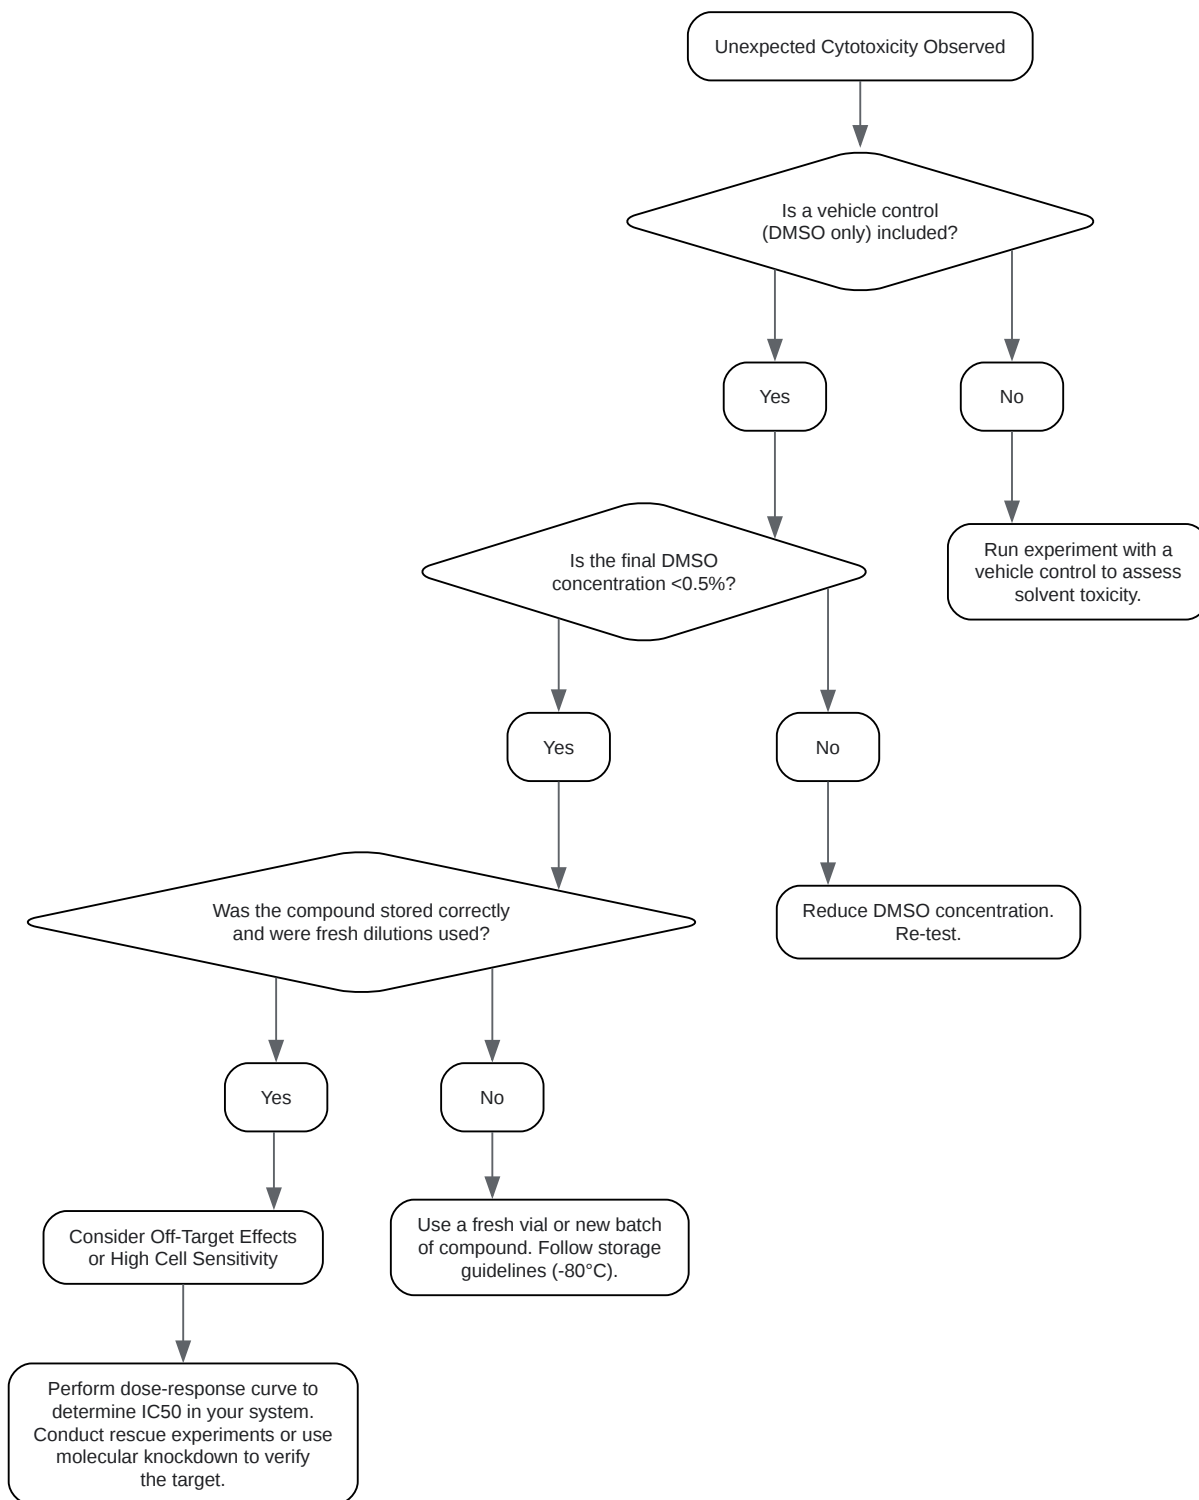 Unexpected Cytotoxicity Observed
Is a vehicle control
(DMSO only) included?
Yes
No
Is the final DMSO
concentration <0.5%?
Run experiment with a
vehicle control to assess
solvent toxicity.
Yes
No
Was the compound stored correctly
and were fresh dilutions used?
Reduce DMSO concentration.
Re-test.
Yes
No
Consider Off-Target Effects
or High Cell Sensitivity
Use a fresh vial or new batch
of compound. Follow storage
guidelines (-80°C).
Perform dose-response curve to
determine IC50 in your system.
Conduct rescue experiments or use
molecular knockdown to verify
the target.